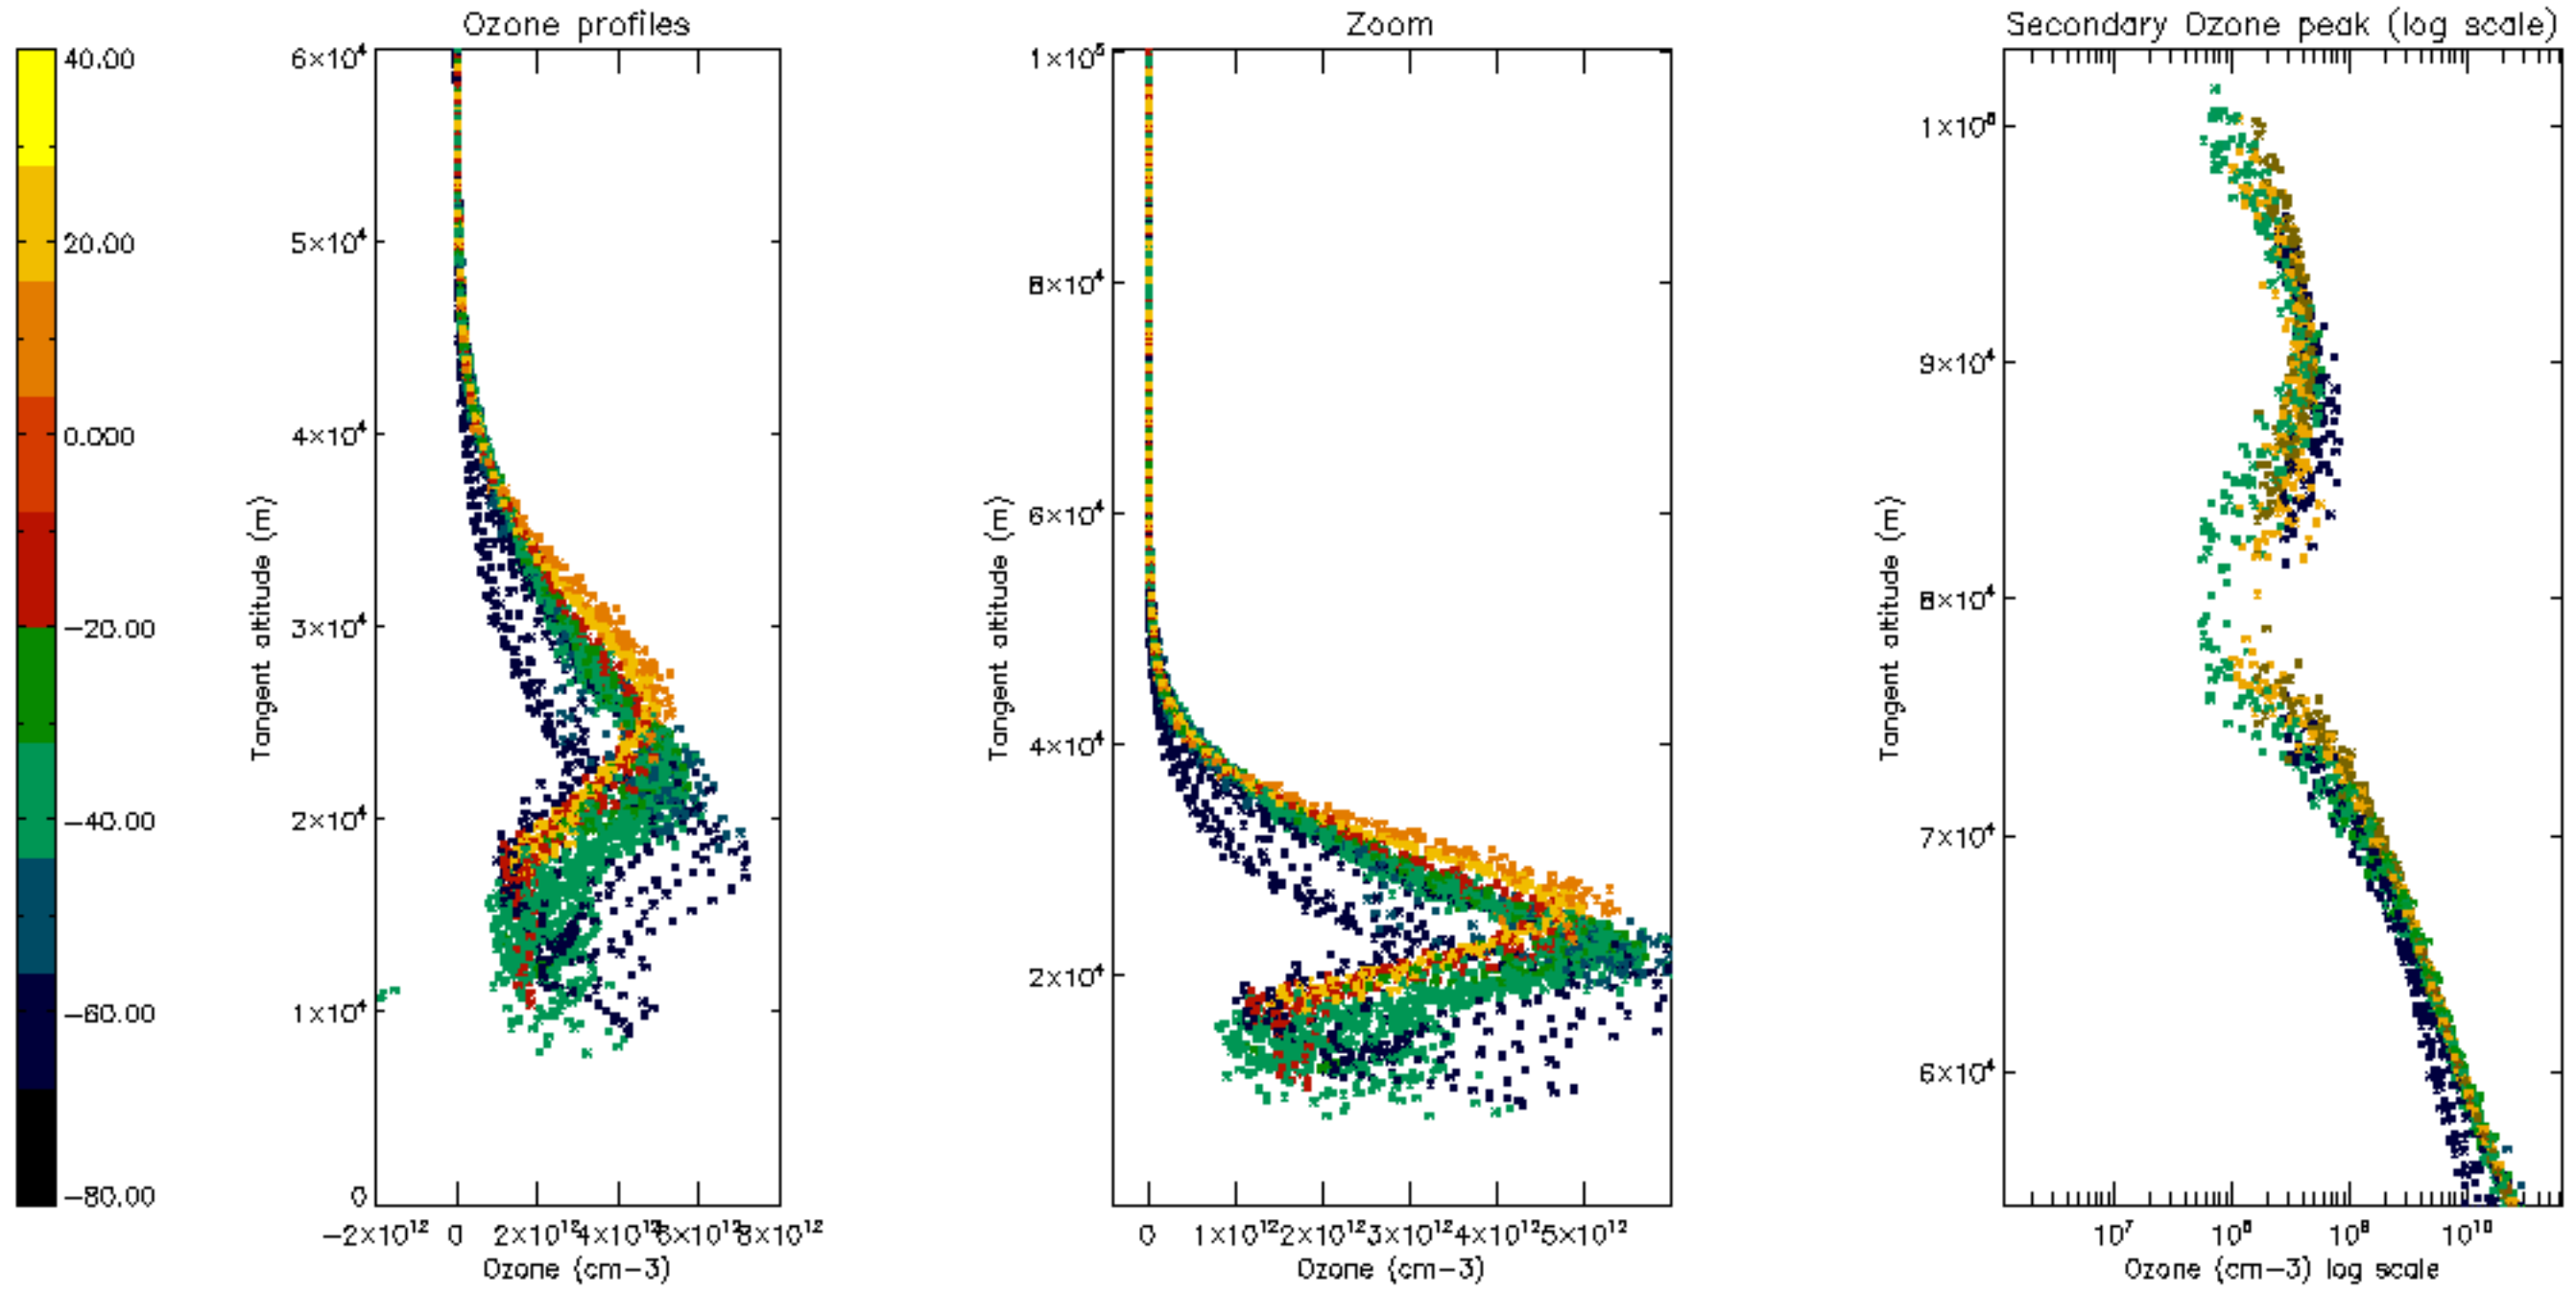 Ozone profiles
Zoom
Secondary Ozone peak (log scale)
40.00
20.00
0.000
−20.00
−40.00
−60.00
−80.00
6×10⁴
5×10⁴
4×10⁴
3×10⁴
2×10⁴
1×10⁴
0
Tangent altitude (m)
−2×10¹² 0 2×10¹² 4×10¹² 6×10¹² 8×10¹²
Ozone (cm−3)
1×10⁵
8×10⁴
6×10⁴
4×10⁴
2×10⁴
Tangent altitude (m)
0 1×10¹² 2×10¹² 3×10¹² 4×10¹² 5×10¹²
Ozone (cm−3)
1×10⁵
9×10⁴
8×10⁴
7×10⁴
6×10⁴
Tangent altitude (m)
10⁷ 10⁸ 10⁹ 10¹⁰
Ozone (cm−3) log scale